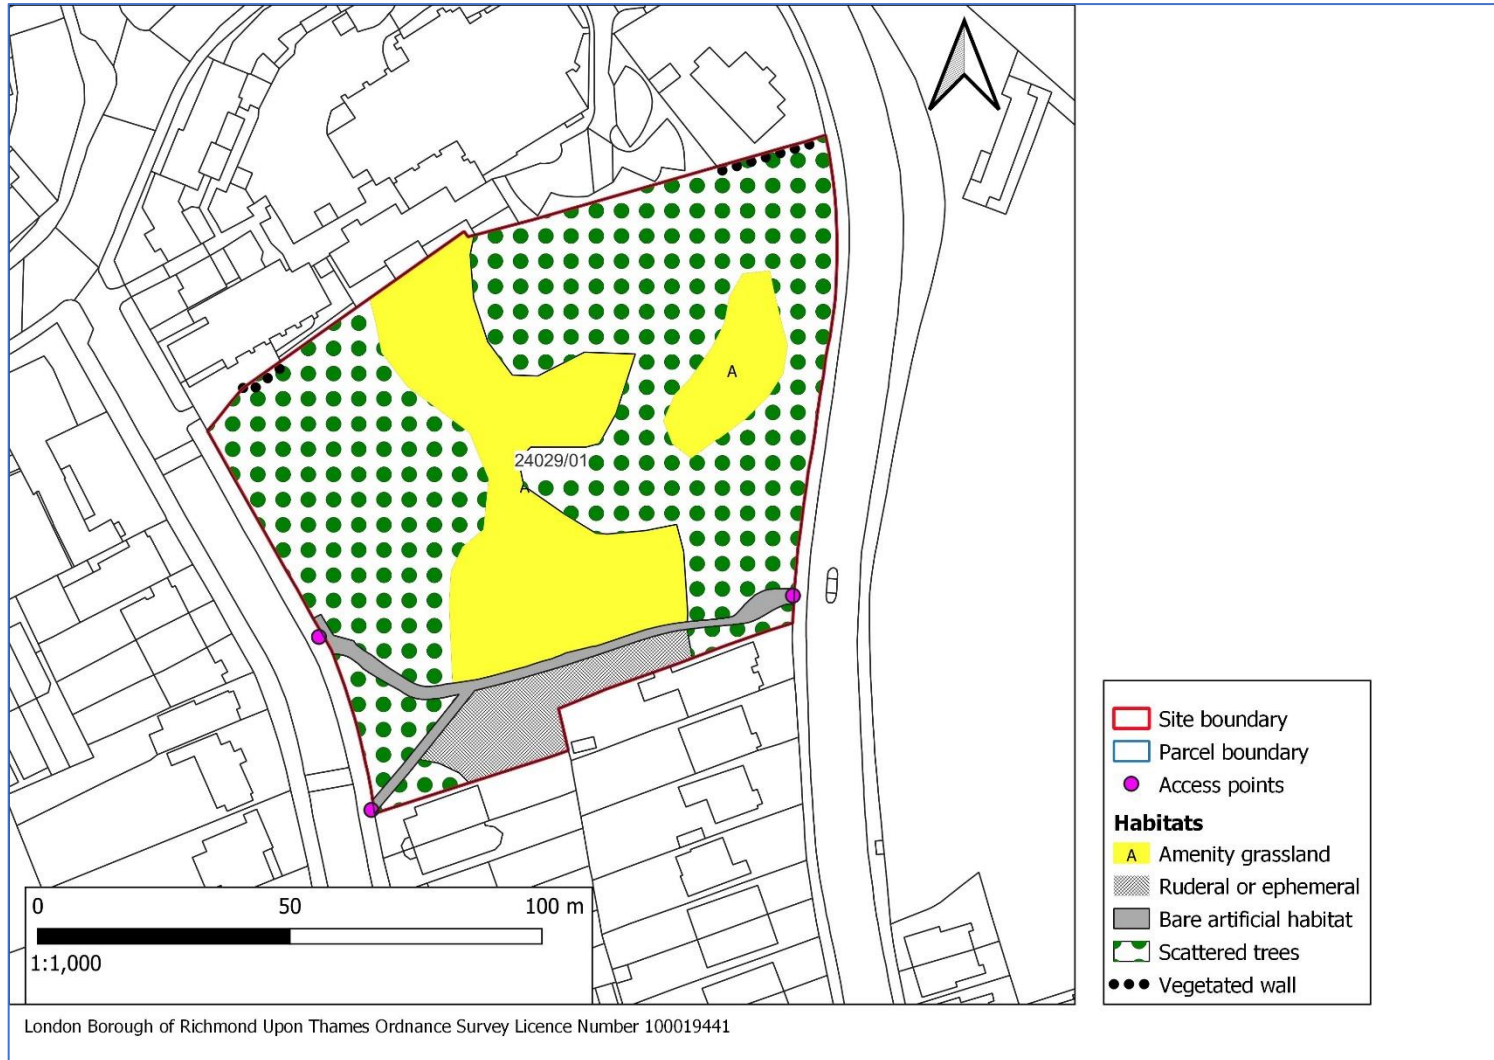 A
24029/01
A
0 50 100 m
1:1,000
Site boundary
Parcel boundary
Access points
Habitats
A Amenity grassland
Ruderal or ephemeral
Bare artificial habitat
Scattered trees
Vegetated wall
London Borough of Richmond Upon Thames Ordnance Survey Licence Number 100019441